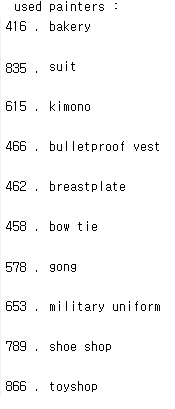 used painters :
416 . bakery
835 . suit
615 . kimono
466 . bulletproof vest
462 . breastplate
458 . bow tie
578 . gong
653 . military uniform
789 . shoe shop
866 . toyshop